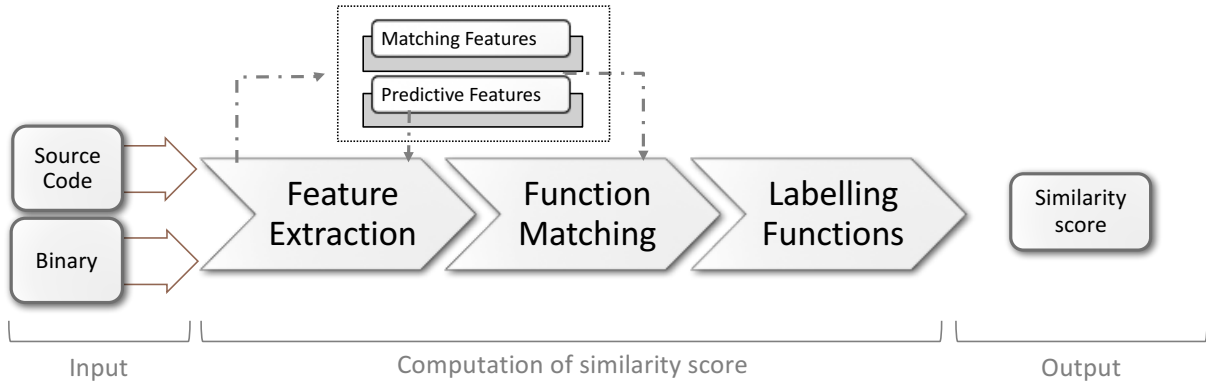 Matching Features
Predictive Features
Source
Code
Binary
Feature
Extraction
Function
Matching
Labelling
Functions
Similarity
score
Input
Computation of similarity score
Output